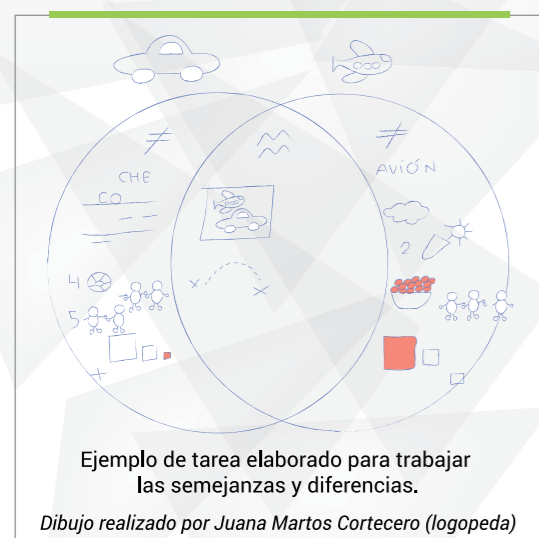 ≠
≠
CHE
CO
AVIÓN
4
2
5
x
x
+
Ejemplo de tarea elaborado para trabajar
las semejanzas y diferencias.
Dibujo realizado por Juana Martos Cortecero (logopeda)